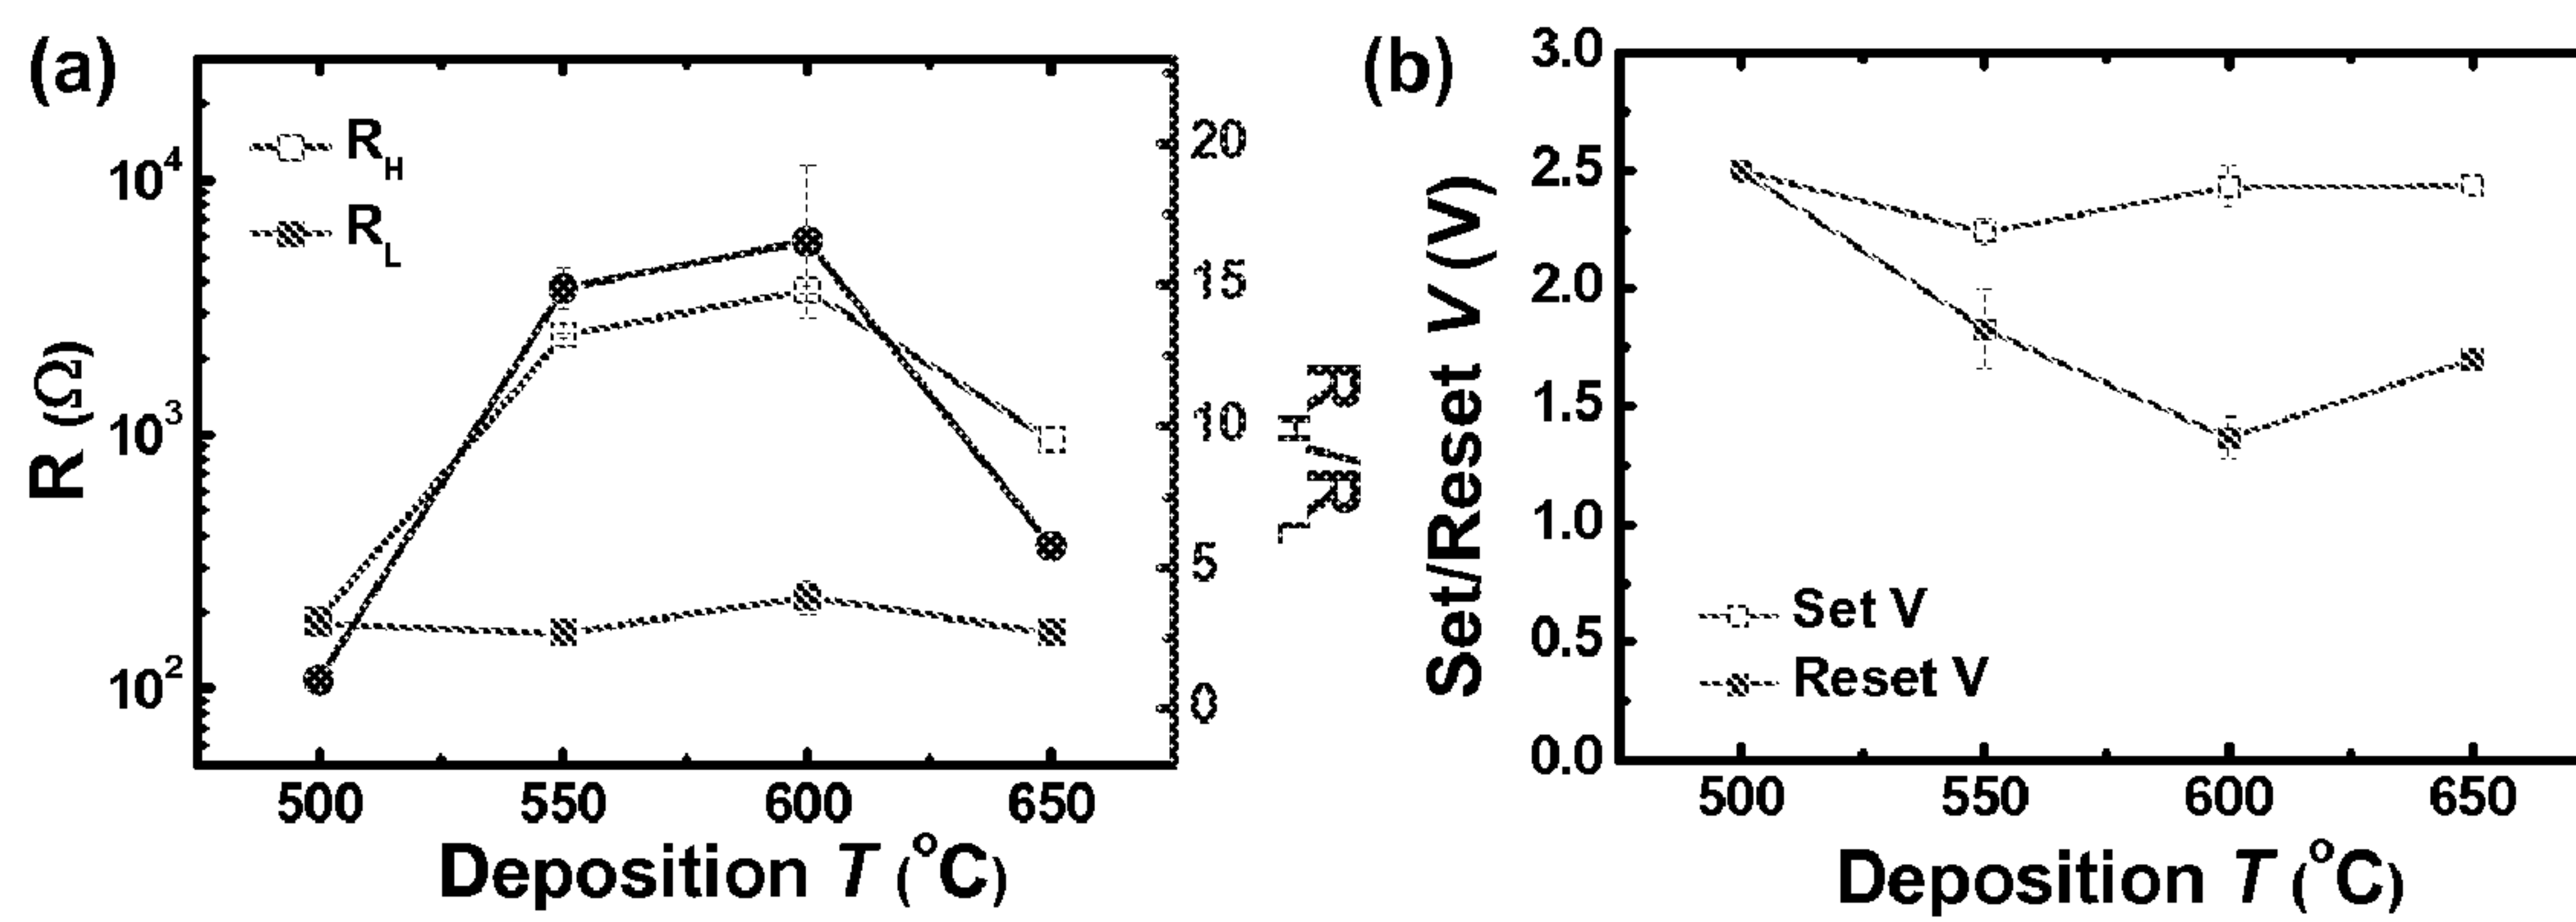 (a)
R_H
R_L
10^4
10^3
10^2
R (Ω)
20
15
10
5
0
R_H/R_L
500 550 600 650
Deposition T (°C)
(b)
3.0
2.5
2.0
1.5
1.0
0.5
0.0
Set/Reset V (V)
Set V
Reset V
500 550 600 650
Deposition T (°C)